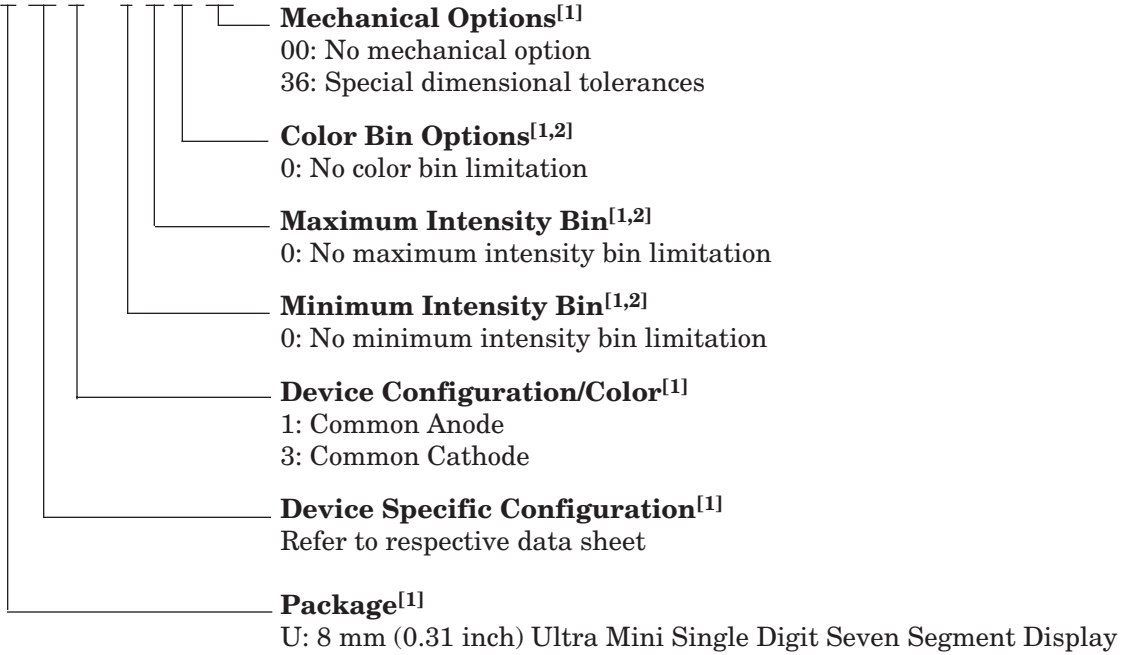 Mechanical Options[1]
00: No mechanical option
36: Special dimensional tolerances
Color Bin Options[1,2]
0: No color bin limitation
Maximum Intensity Bin[1,2]
0: No maximum intensity bin limitation
Minimum Intensity Bin[1,2]
0: No minimum intensity bin limitation
Device Configuration/Color[1]
1: Common Anode
3: Common Cathode
Device Specific Configuration[1]
Refer to respective data sheet
Package[1]
U: 8 mm (0.31 inch) Ultra Mini Single Digit Seven Segment Display